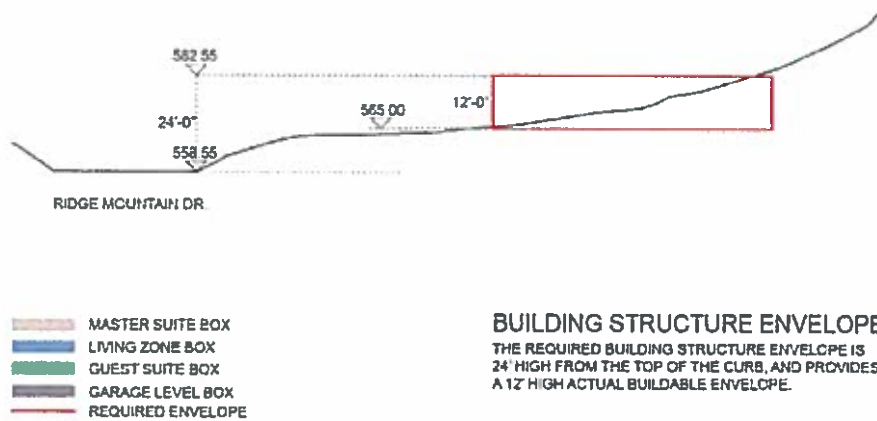 582.55
565.00
12'-0"
24'-0"
558.55
RIDGE MOUNTAIN DR.
MASTER SUITE BOX
LIVING ZONE BOX
GUEST SUITE BOX
GARAGE LEVEL BOX
REQUIRED ENVELOPE
BUILDING STRUCTURE ENVELOPE
THE REQUIRED BUILDING STRUCTURE ENVELOPE IS
24' HIGH FROM THE TOP OF THE CURB, AND PROVIDES
A 12' HIGH ACTUAL BUILDABLE ENVELOPE.